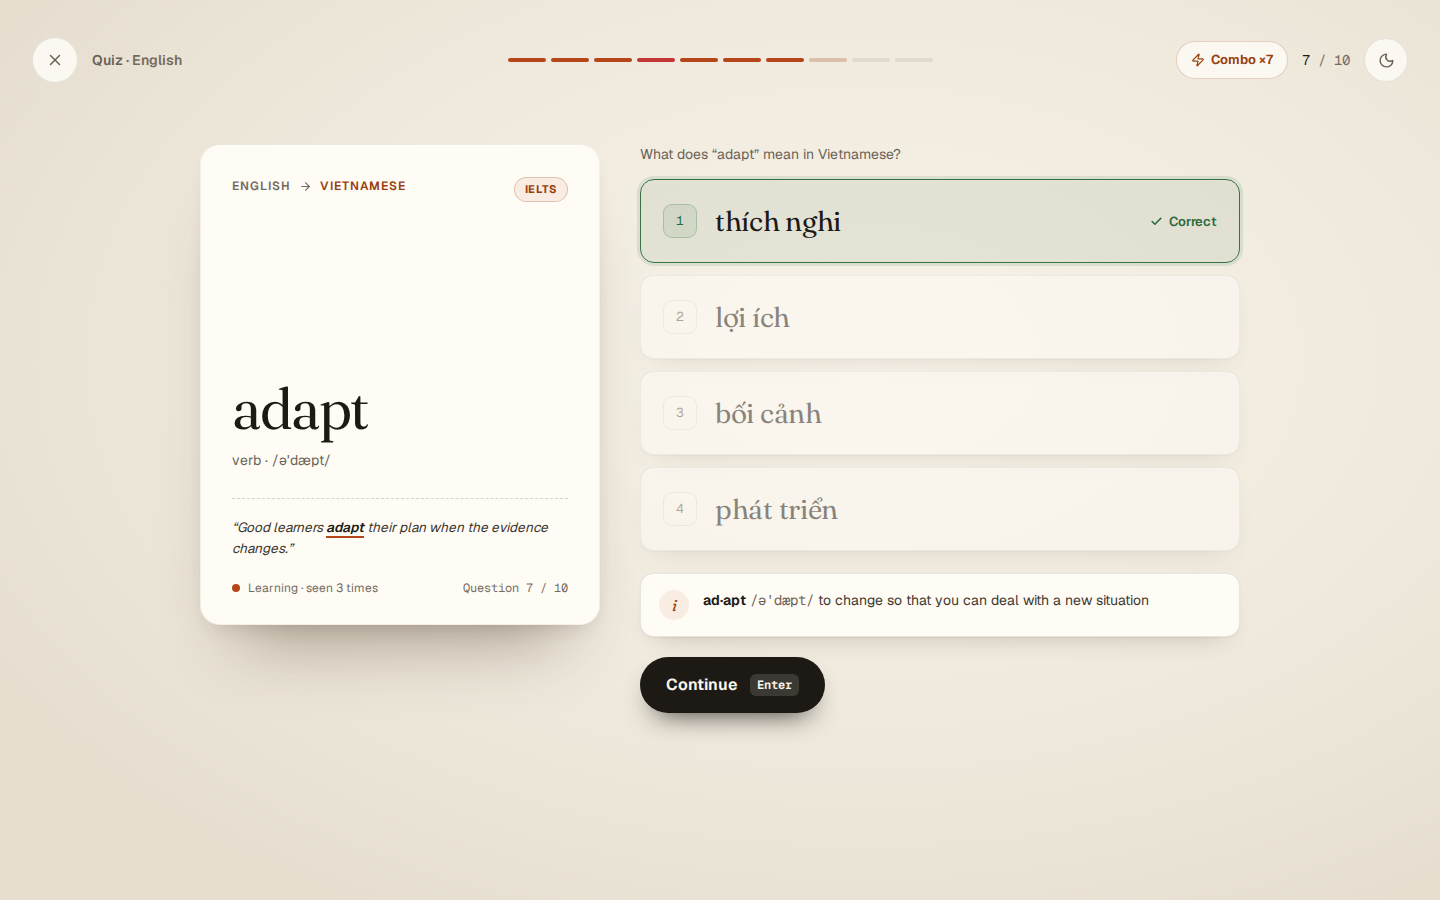 Quiz · English
Combo ×7
7 / 10
ENGLISH → VIETNAMESE
IELTS
adapt
verb · /ə'dæpt/
“Good learners adapt their plan when the evidence
changes.”
Learning · seen 3 times
Question 7 / 10
What does “adapt” mean in Vietnamese?
1 thích nghi
Correct
2 lợi ích
3 bối cảnh
4 phát triển
i
ad·apt /ə'dæpt/ to change so that you can deal with a new situation
Continue Enter